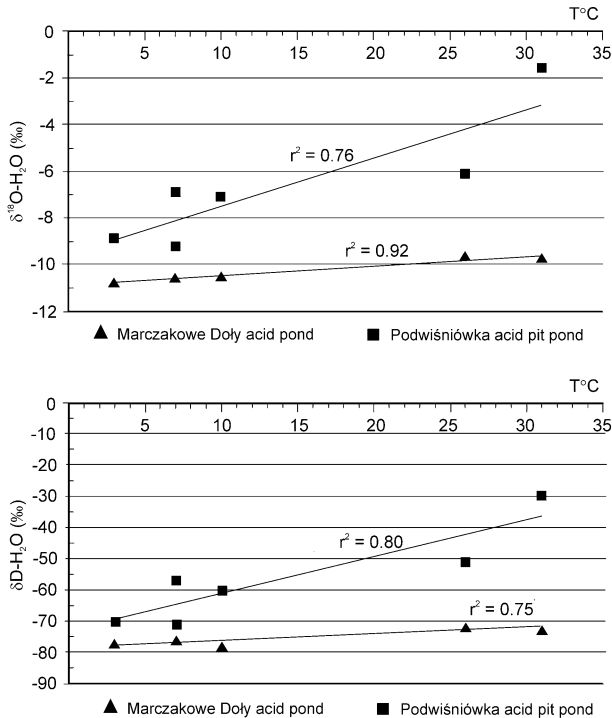 T°C
0
5 10 15 20 25 30 35
-2
-4
-6
-8
-10
-12
δ¹⁸O-H₂O (‰)
r² = 0.76
r² = 0.92
▲ Marczakowe Doły acid pond ■ Podwiśniówka acid pit pond
T°C
0
5 10 15 20 25 30 35
-10
-20
-30
-40
-50
-60
-70
-80
-90
δD-H₂O (‰)
r² = 0.80
r² = 0.75
▲ Marczakowe Doły acid pond ■ Podwiśniówka acid pit pond